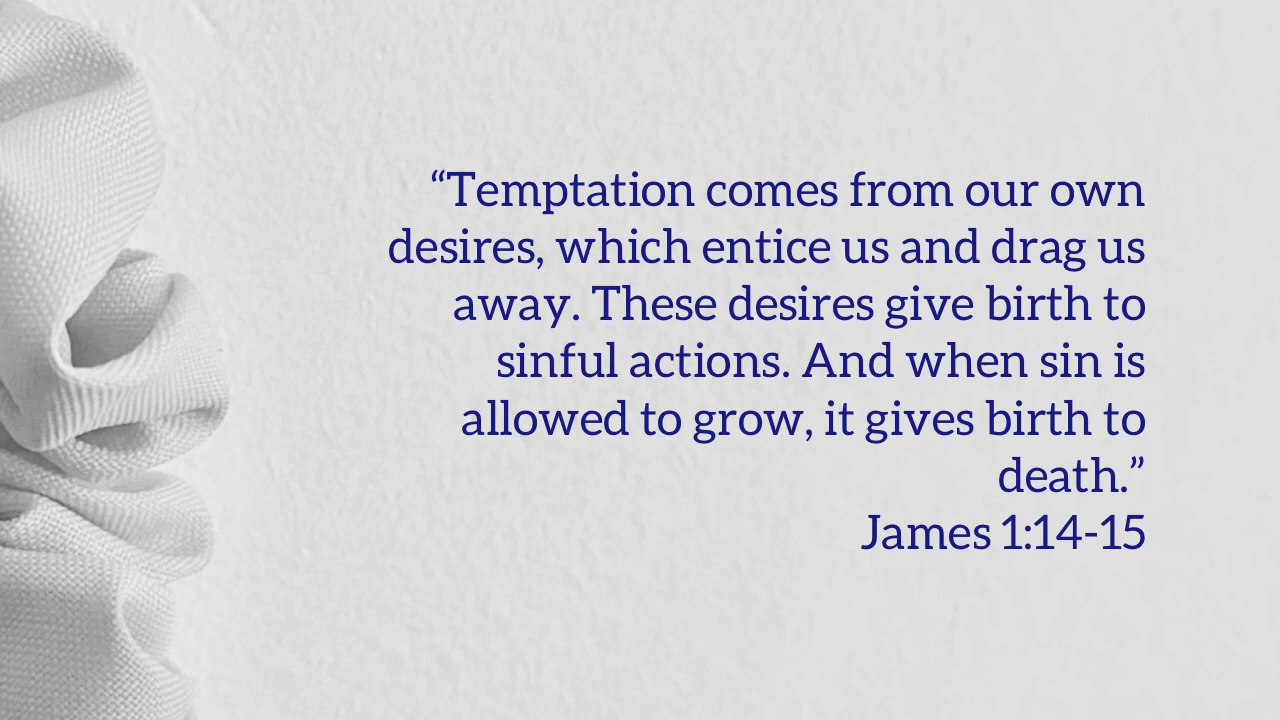 “Temptation comes from our own
desires, which entice us and drag us
away. These desires give birth to
sinful actions. And when sin is
allowed to grow, it gives birth to
death.”
James 1:14-15